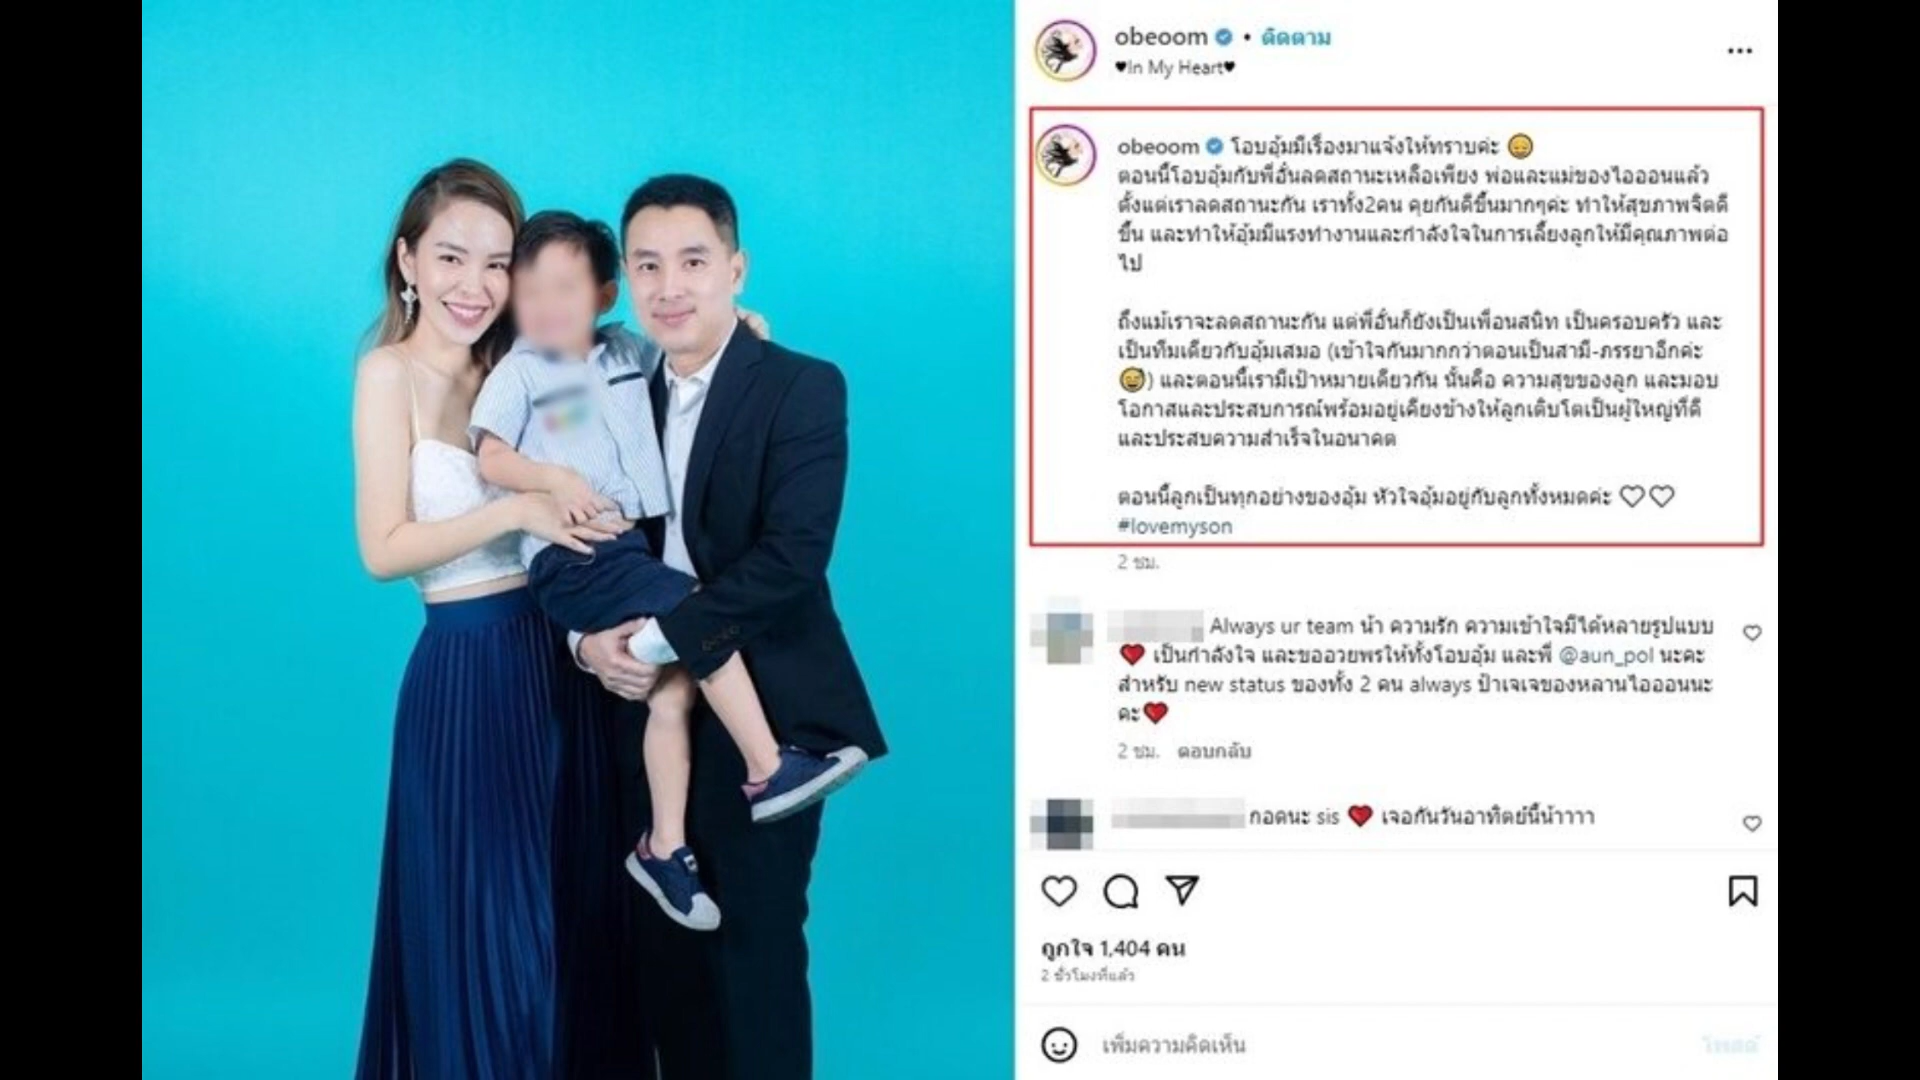 obeoom • ติดตาม
♥In My Heart♥
obeoom โอบอุ้มมีเรื่องมาแจ้งให้ทราบค่ะ 😄
ตอนนี้โอบอุ้มกับพี่อั๋นลดสถานะเหลือเพียง พ่อและแม่ของไอออนแล้ว
ตั้งแต่เราลดสถานะกัน เราทั้ง2คน คุยกันดีขึ้นมากๆค่ะ ทำให้สุขภาพจิตดี
ขึ้น และทำให้อุ้มมีแรงทำงานและกำลังใจในการเลี้ยงลูกให้มีคุณภาพต่อ
ไป
ถึงแม้เราจะลดสถานะกัน แต่พี่อั๋นก็ยังเป็นเพื่อนสนิท เป็นครอบครัว และ
เป็นทีมเดียวกับอุ้มเสมอ (เข้าใจกันมากกว่าตอนเป็นสามี-ภรรยาอีกค่ะ
😅) และตอนนี้เรามีเป้าหมายเดียวกัน นั้นคือ ความสุขของลูก และมอบ
โอกาสและประสบการณ์พร้อมอยู่เคียงข้างให้ลูกเติบโตเป็นผู้ใหญ่ที่ดี
และประสบความสำเร็จในอนาคต
ตอนนี้ลูกเป็นทุกอย่างของอุ้ม หัวใจอุ้มอยู่กับลูกทั้งหมดค่ะ ♡♡
#lovemyson
2 ชม.
Always ur team น้า ความรัก ความเข้าใจมีได้หลายรูปแบบ
❤️ เป็นกำลังใจ และขออวยพรให้ทั้งโอบอุ้ม และพี่ @aun_pol นะคะ
สำหรับ new status ของทั้ง 2 คน always ป้าเจเจของหลานไอออนนะ
คะ❤️
2 ชม. ตอบกลับ
กอดนะ sis ❤️ เจอกันวันอาทิตย์นี้น้าาาา
ถูกใจ 1,404 คน
2 ชั่วโมงที่แล้ว
เพิ่มความคิดเห็น
โพสต์